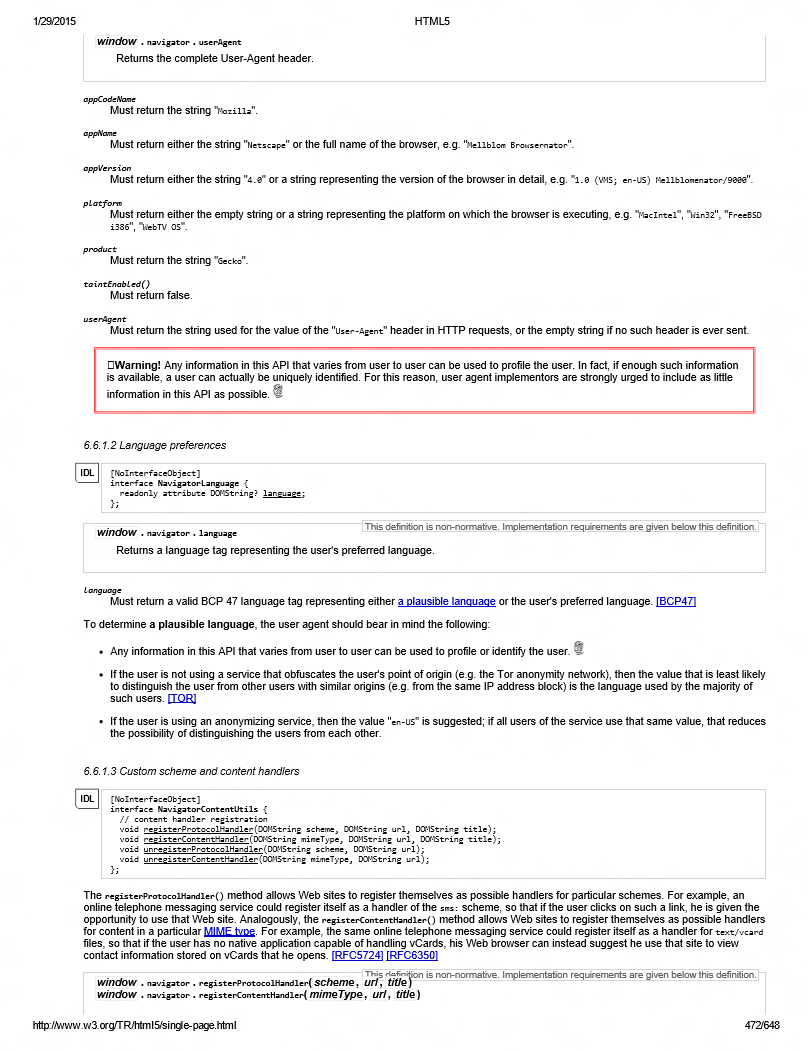 1/29/2015 HTML5
window . navigator . userAgent
Returns the complete User-Agent header.
appCodeName
Must return the string "Mozilla".
appName
Must return either the string "Netscape" or the full name of the browser, e.g. "Mellblom Browsernator".
appVersion
Must return either the string "4.0" or a string representing the version of the browser in detail, e.g. "1.0 (VMS; en-US) Mellblomenator/9000".
platform
Must return either the empty string or a string representing the platform on which the browser is executing, e.g. "MacIntel", "Win32", "FreeBSD
i386", "WebTV OS".
product
Must return the string "Gecko".
taintEnabled()
Must return false.
userAgent
Must return the string used for the value of the "User-Agent" header in HTTP requests, or the empty string if no such header is ever sent.
Warning! Any information in this API that varies from user to user can be used to profile the user. In fact, if enough such information
is available, a user can actually be uniquely identified. For this reason, user agent implementors are strongly urged to include as little
information in this API as possible.
6.6.1.2 Language preferences
IDL
[NoInterfaceObject]
interface NavigatorLanguage {
readonly attribute DOMString? language;
};
This definition is non-normative. Implementation requirements are given below this definition.
window . navigator . language
Returns a language tag representing the user's preferred language.
language
Must return a valid BCP 47 language tag representing either a plausible language or the user's preferred language. [BCP47]
To determine a plausible language, the user agent should bear in mind the following:
• Any information in this API that varies from user to user can be used to profile or identify the user.
• If the user is not using a service that obfuscates the user's point of origin (e.g. the Tor anonymity network), then the value that is least likely
to distinguish the user from other users with similar origins (e.g. from the same IP address block) is the language used by the majority of
such users. [TOR]
• If the user is using an anonymizing service, then the value "en-US" is suggested; if all users of the service use that same value, that reduces
the possibility of distinguishing the users from each other.
6.6.1.3 Custom scheme and content handlers
IDL
[NoInterfaceObject]
interface NavigatorContentUtils {
// content handler registration
void registerProtocolHandler(DOMString scheme, DOMString url, DOMString title);
void registerContentHandler(DOMString mimeType, DOMString url, DOMString title);
void unregisterProtocolHandler(DOMString scheme, DOMString url);
void unregisterContentHandler(DOMString mimeType, DOMString url);
};
The registerProtocolHandler() method allows Web sites to register themselves as possible handlers for particular schemes. For example, an
online telephone messaging service could register itself as a handler of the sms: scheme, so that if the user clicks on such a link, he is given the
opportunity to use that Web site. Analogously, the registerContentHandler() method allows Web sites to register themselves as possible handlers
for content in a particular MIME type. For example, the same online telephone messaging service could register itself as a handler for text/vcard
files, so that if the user has no native application capable of handling vCards, his Web browser can instead suggest he use that site to view
contact information stored on vCards that he opens. [RFC5724] [RFC6350]
This definition is non-normative. Implementation requirements are given below this definition.
window . navigator . registerProtocolHandler(scheme, url, title)
window . navigator . registerContentHandler(mimeType, url, title)
http://www.w3.org/TR/html5/single-page.html 472/648